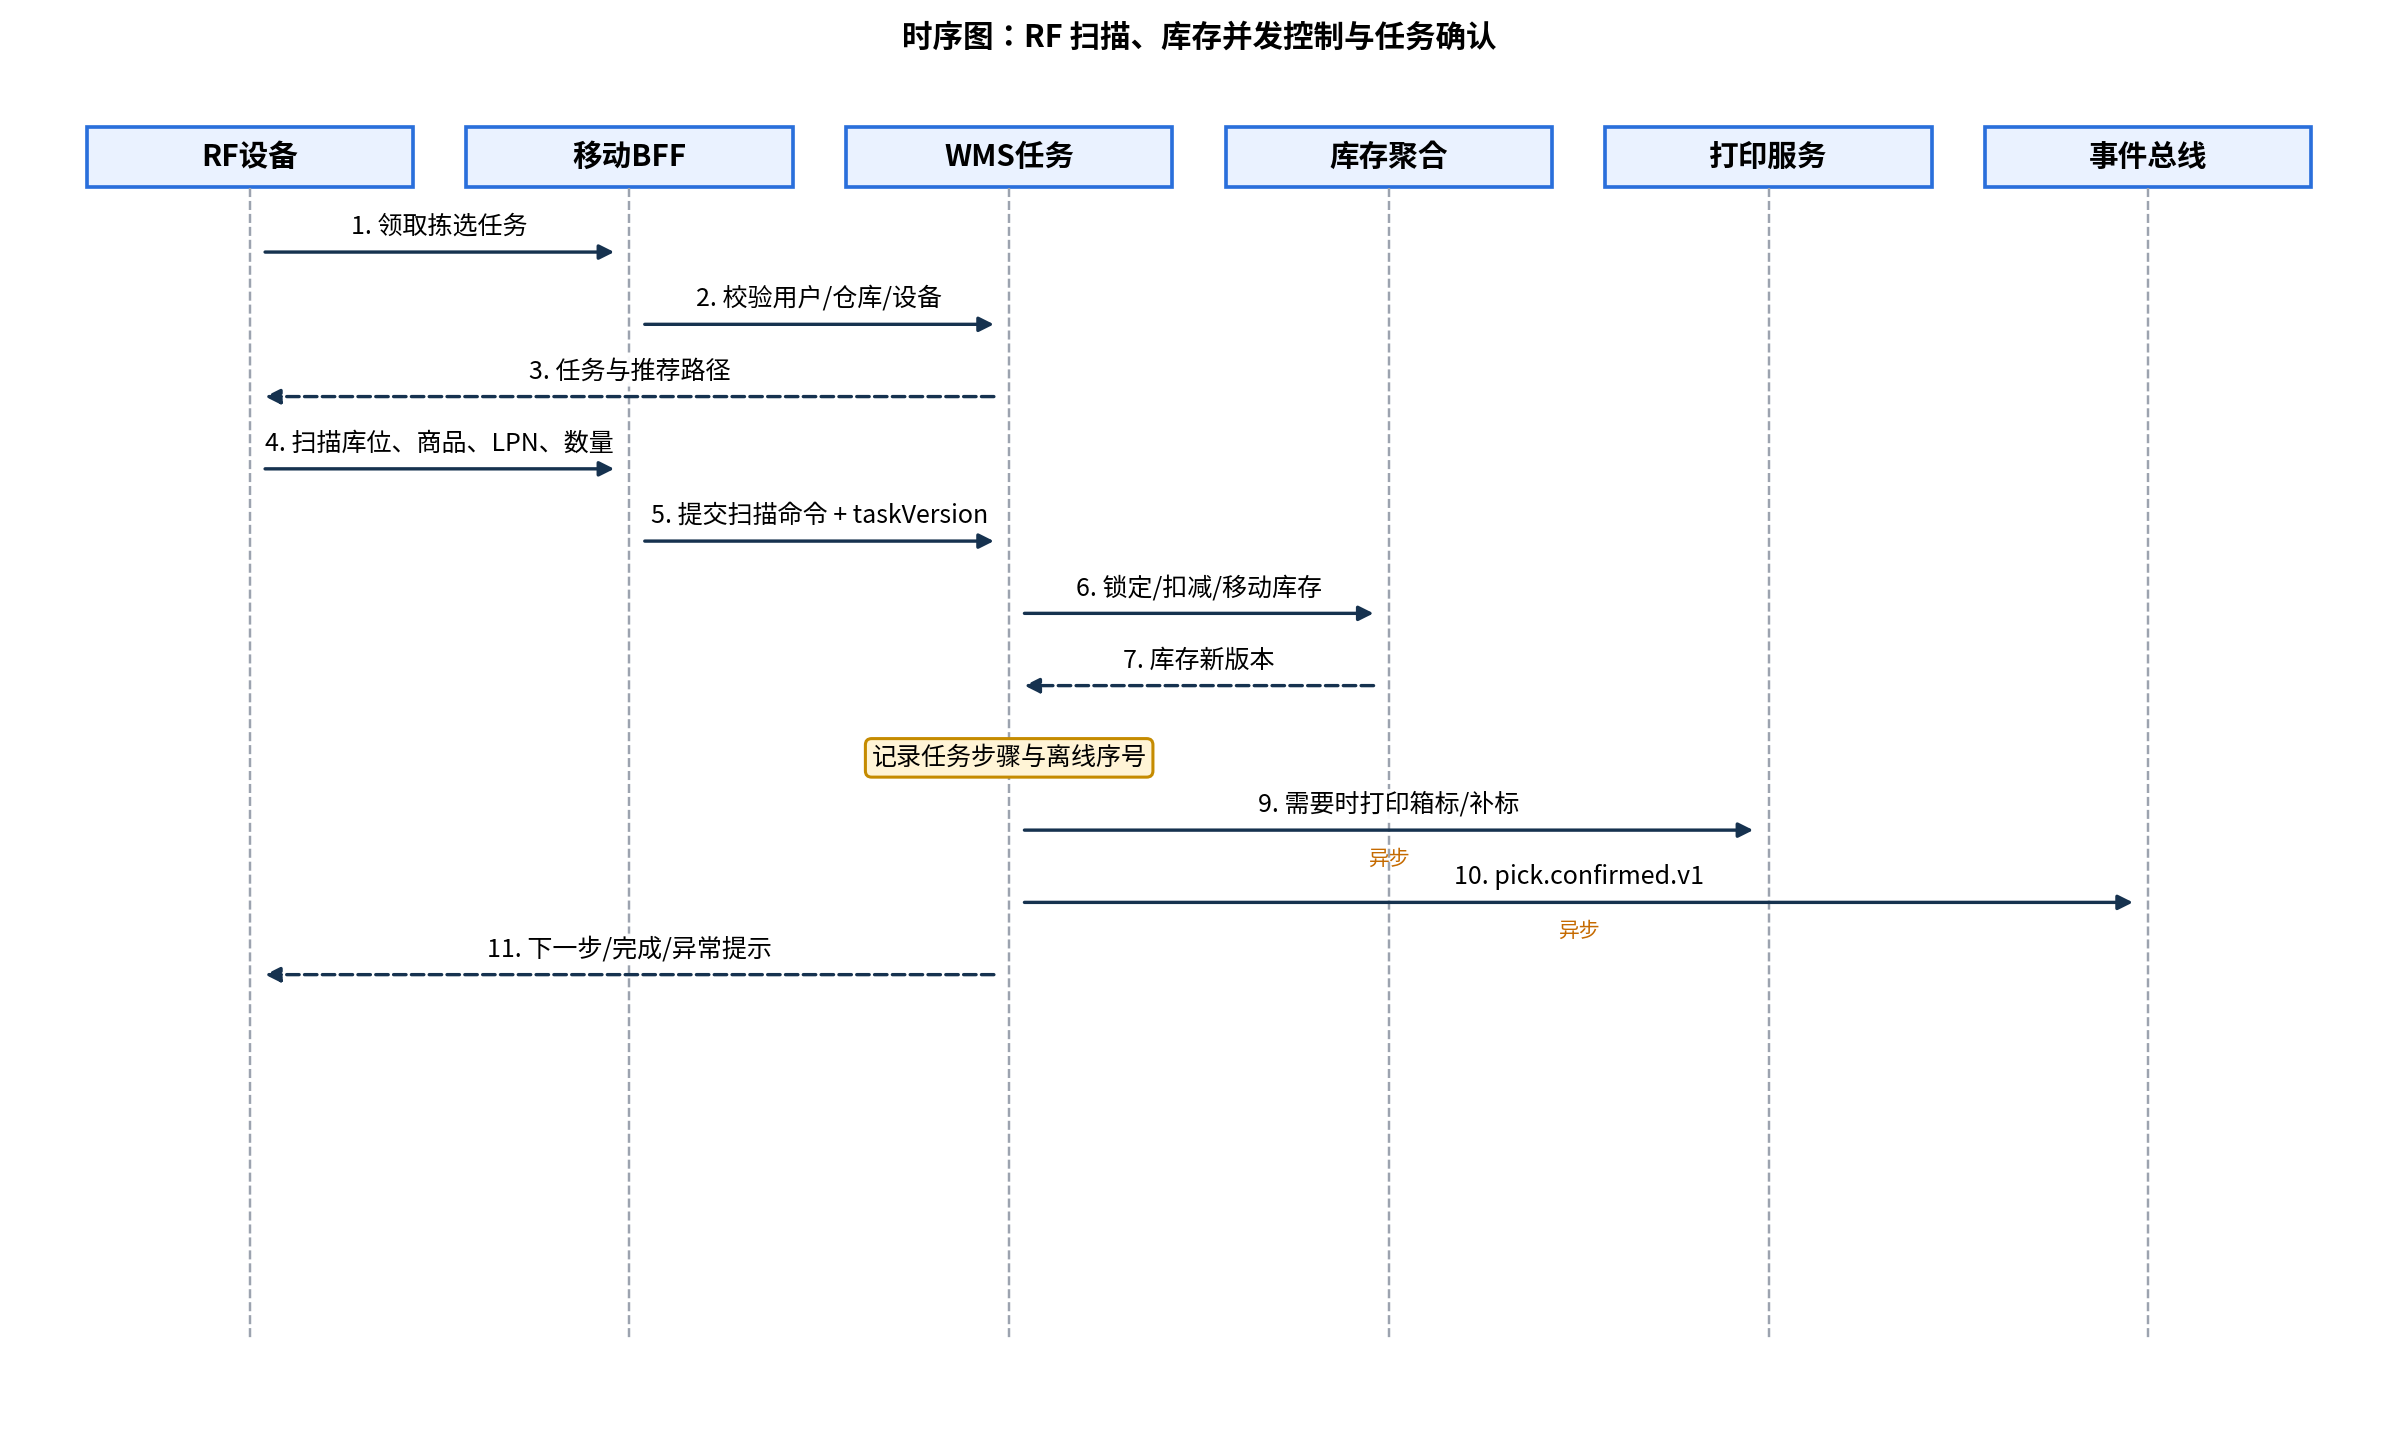 时序图：RF 扫描、库存并发控制与任务确认
RF设备
移动BFF
WMS任务
库存聚合
打印服务
事件总线
1. 领取拣选任务
2. 校验用户/仓库/设备
3. 任务与推荐路径
4. 扫描库位、商品、LPN、数量
5. 提交扫描命令 + taskVersion
6. 锁定/扣减/移动库存
7. 库存新版本
记录任务步骤与离线序号
9. 需要时打印箱标/补标
异步
10. pick.confirmed.v1
异步
11. 下一步/完成/异常提示